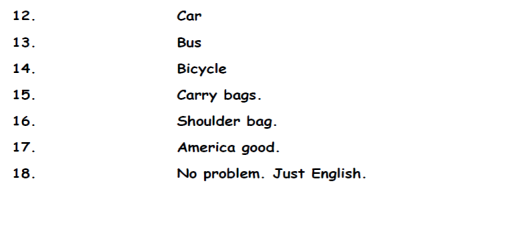 12. Car
13. Bus
14. Bicycle
15. Carry bags.
16. Shoulder bag.
17. America good.
18. No problem. Just English.